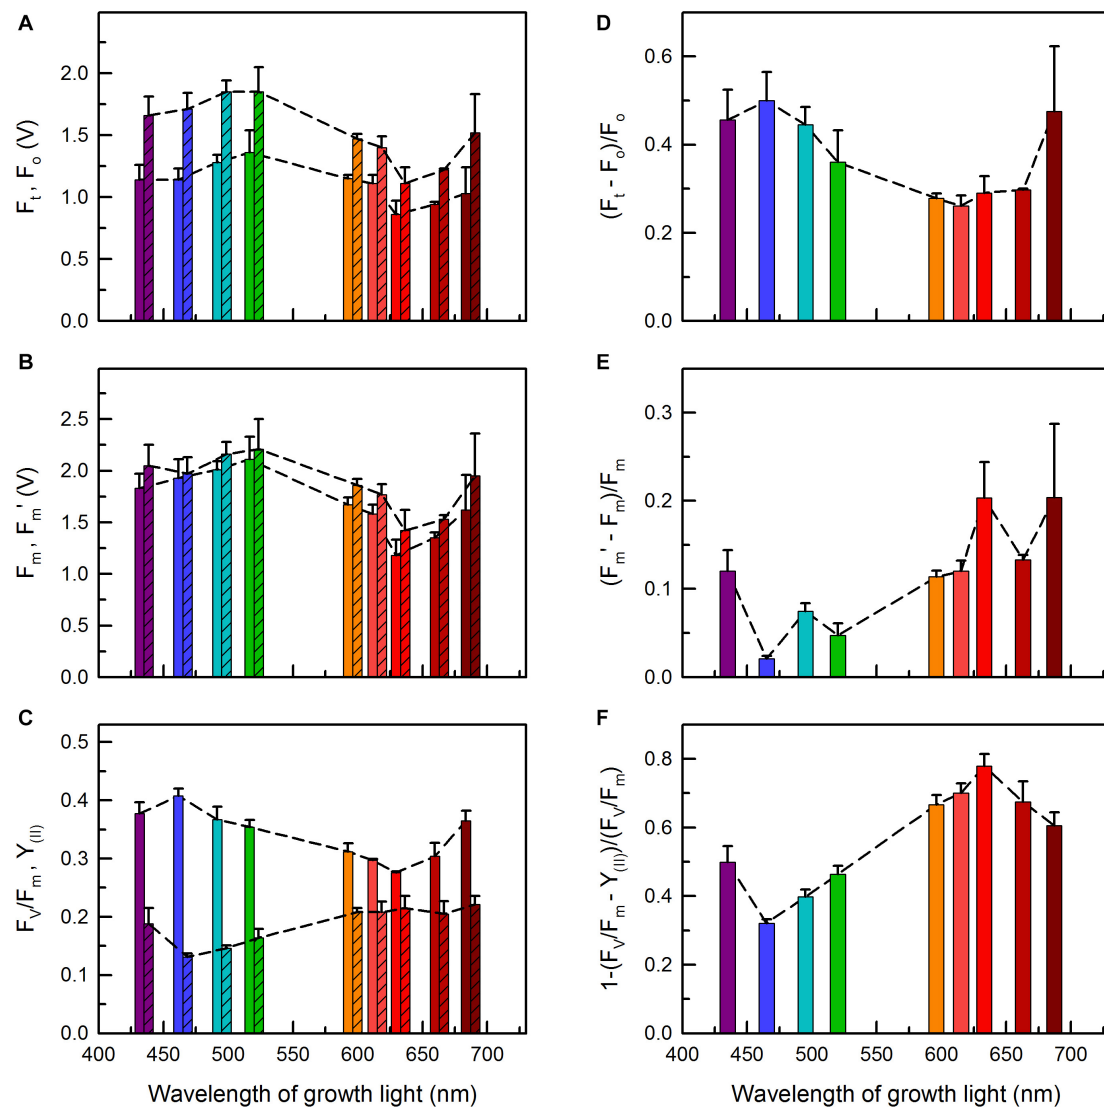 A
F_t, F_o (V)
2.0
1.5
1.0
0.5
0.0
D
(F_t - F_o)/F_o
0.6
0.4
0.2
0.0
B
F_m, F_m' (V)
2.5
2.0
1.5
1.0
0.5
0.0
E
(F_m' - F_m)/F_m
0.3
0.2
0.1
0.0
C
F_V/F_m, Y_(II)
0.5
0.4
0.3
0.2
0.1
0.0
400 450 500 550 600 650 700
Wavelength of growth light (nm)
F
1-(F_V/F_m - Y_(II))/(F_V/F_m)
0.8
0.6
0.4
0.2
0.0
400 450 500 550 600 650 700
Wavelength of growth light (nm)